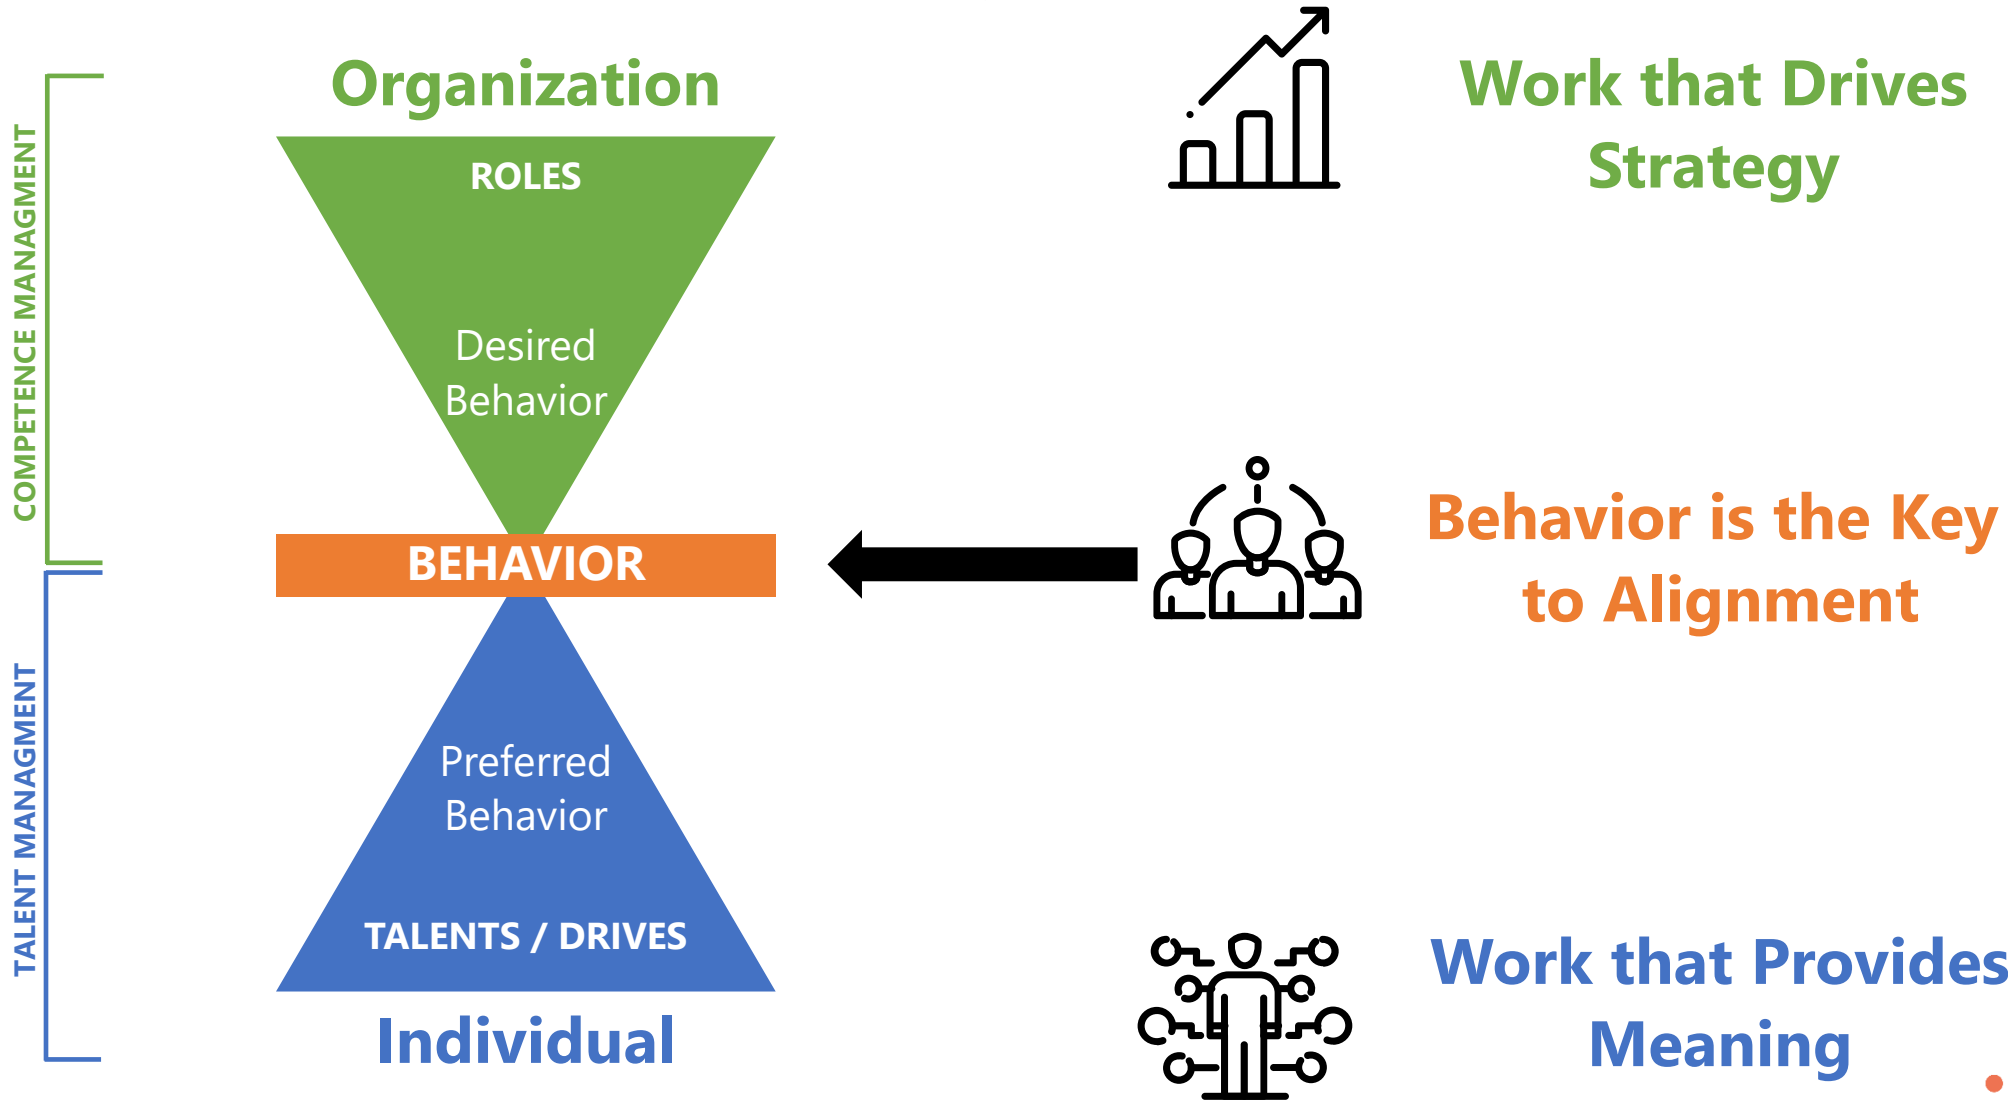 COMPETENCE MANAGMENT
TALENT MANAGMENT
Organization
ROLES
Desired
Behavior
BEHAVIOR
Preferred
Behavior
TALENTS / DRIVES
Individual
Work that Drives
Strategy
Behavior is the Key
to Alignment
Work that Provides
Meaning